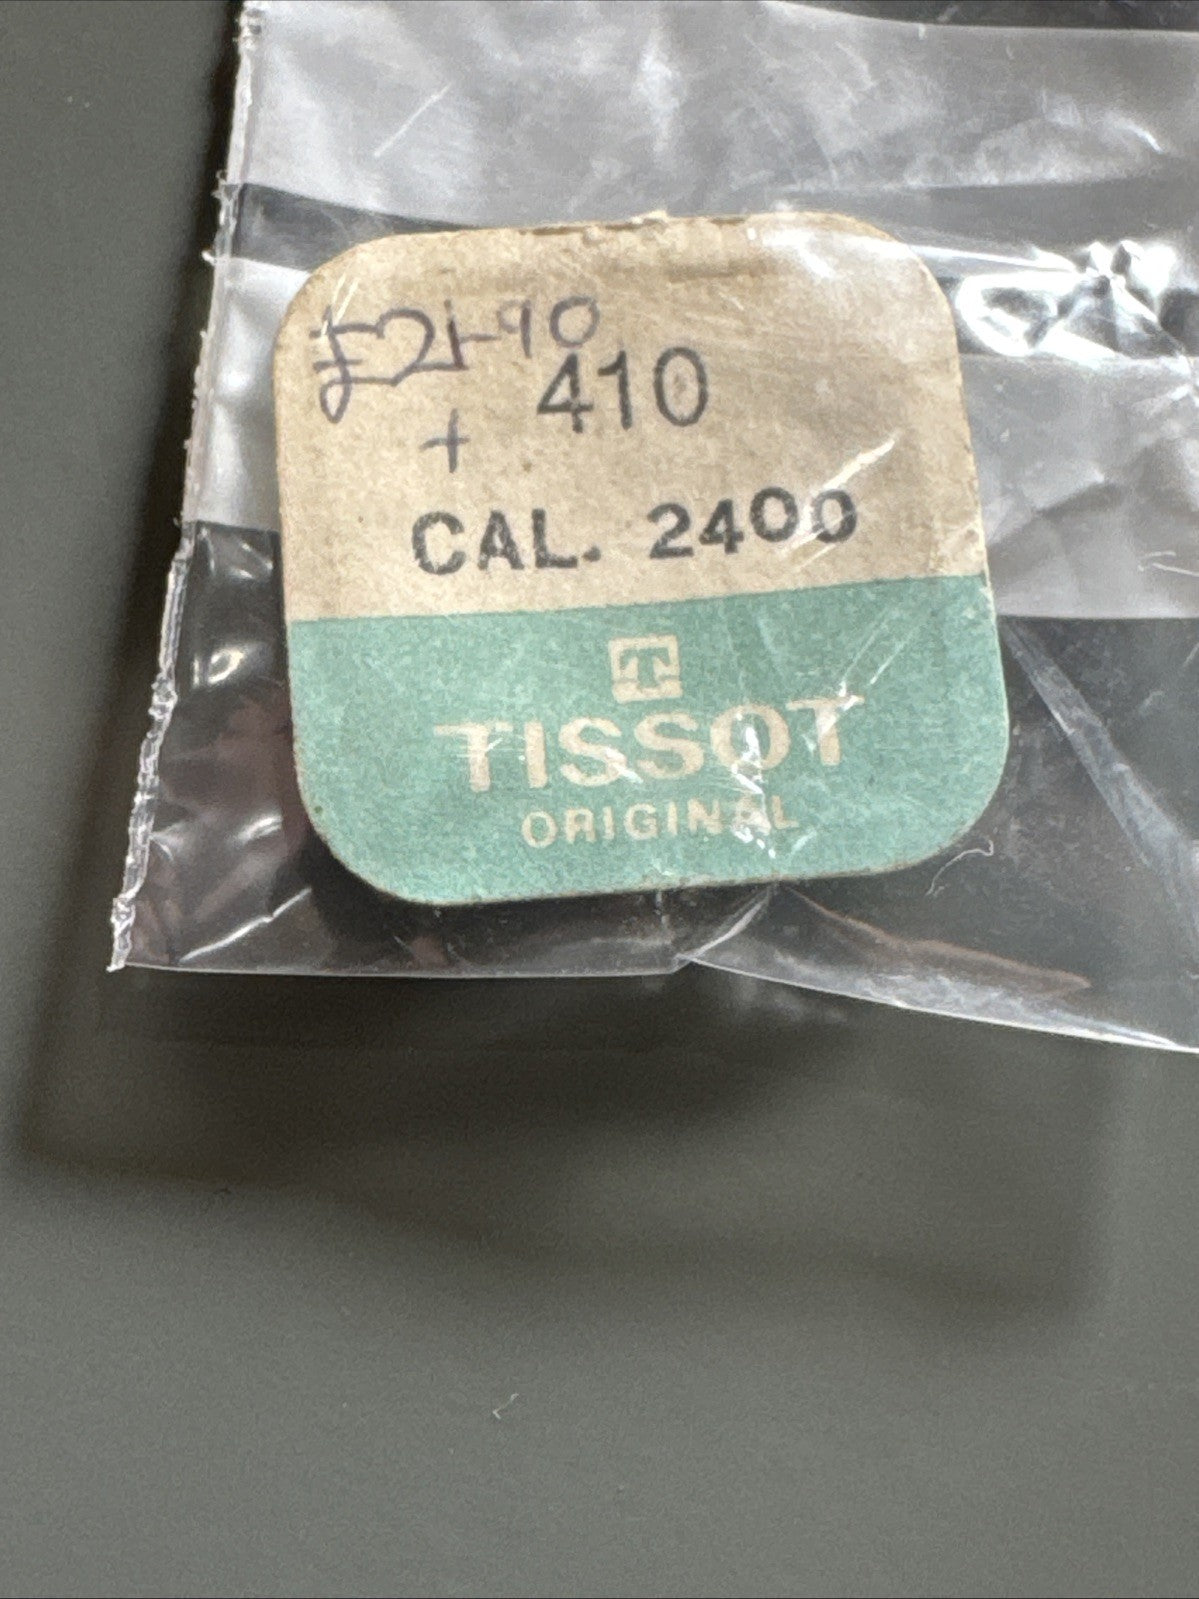 £21-90
410
+
CAL. 2400
T
TISSOT
ORIGINAL